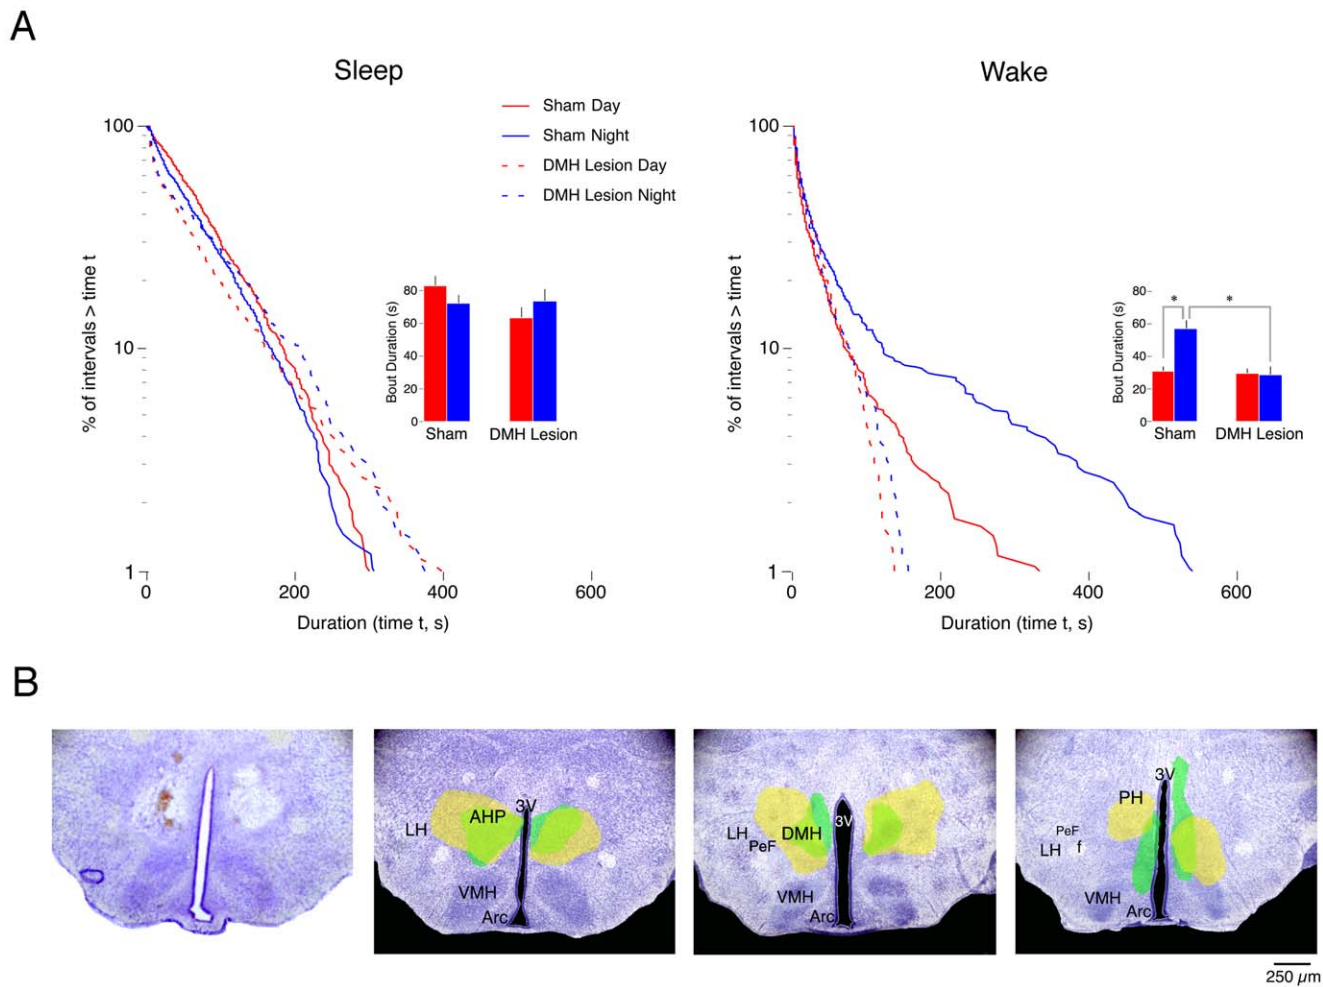 A
Sleep
Sham Day
Sham Night
DMH Lesion Day
DMH Lesion Night
100
10
1
% of intervals > time t
0
200
400
600
Duration (time t, s)
80
60
40
20
0
Bout Duration (s)
Sham
DMH Lesion
Wake
100
10
1
% of intervals > time t
0
200
400
600
Duration (time t, s)
80
60
40
20
0
Bout Duration (s)
*
*
Sham
DMH Lesion
B
3V
AHP
LH
VMH
Arc
3V
LH
DMH
PeF
VMH
Arc
3V
PH
PeF
LH
f
VMH
Arc
250 µm